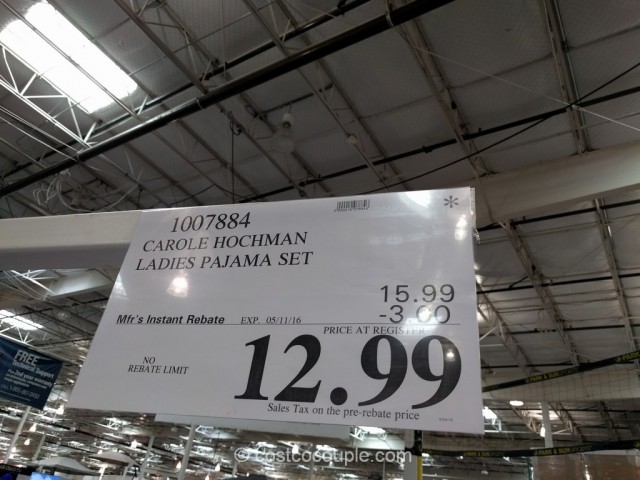 1007884
CAROLE HOCHMAN
LADIES PAJAMA SET
*
15.99
-3.00
Mfr's Instant Rebate EXP. 05/11/16
PRICE AT REGISTER
NO
REBATE LIMIT
12.99
Sales Tax on the pre-rebate price
FREE
© costcocouple.com